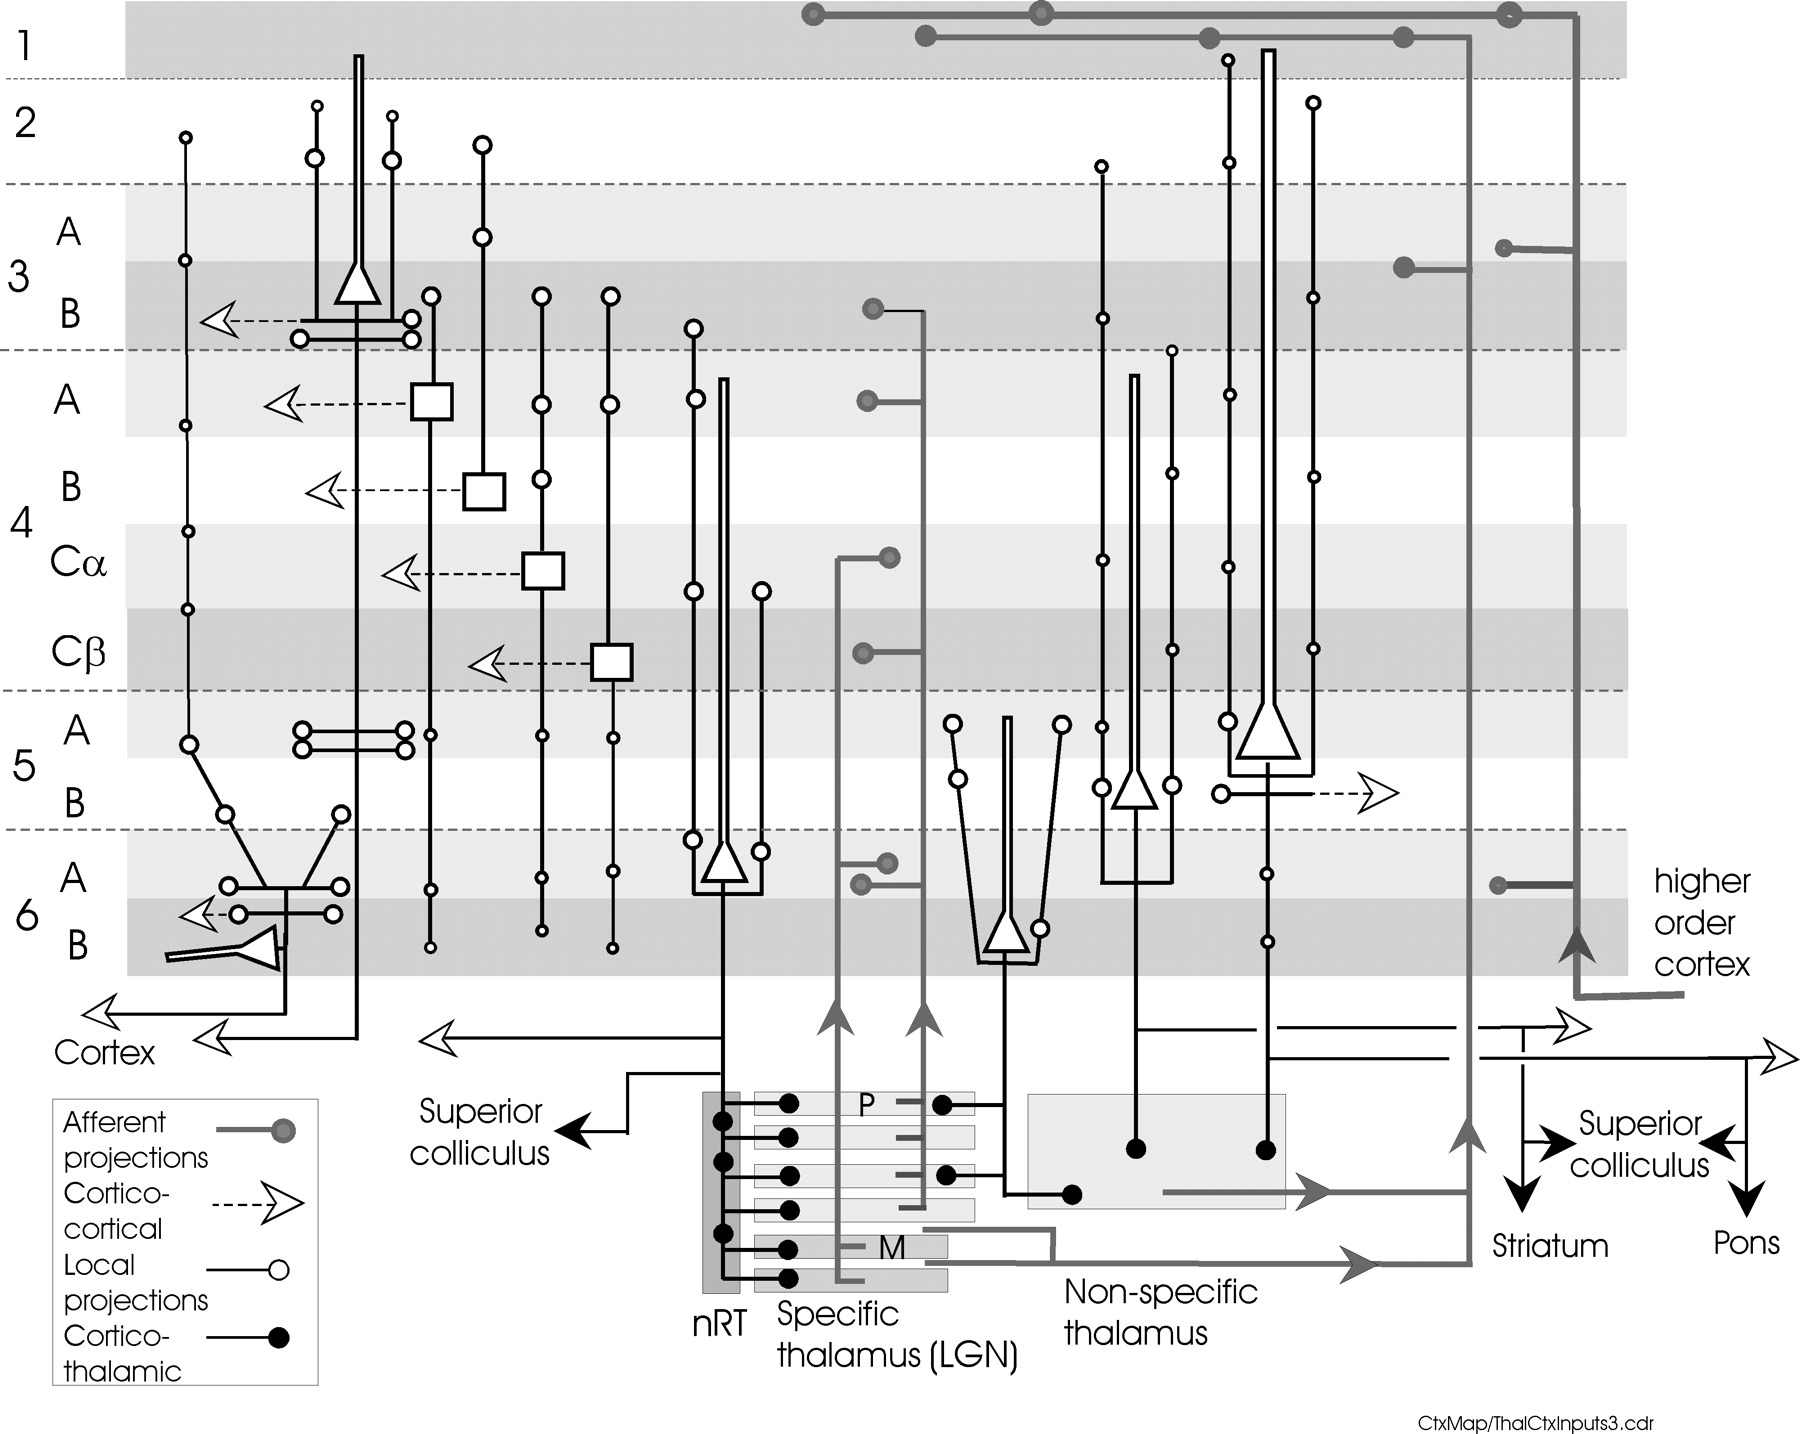 1
2
3
A
B
4
A
B
Cα
Cβ
5
A
B
6
A
B
higher
order
cortex
Cortex
Superior
colliculus
P
M
nRT
Specific
thalamus (LGN)
Non-specific
thalamus
Superior
colliculus
Striatum
Pons
Afferent
projections
Cortico-
cortical
Local
projections
Cortico-
thalamic
CtxMap/ThalCtxInputs3.cdr